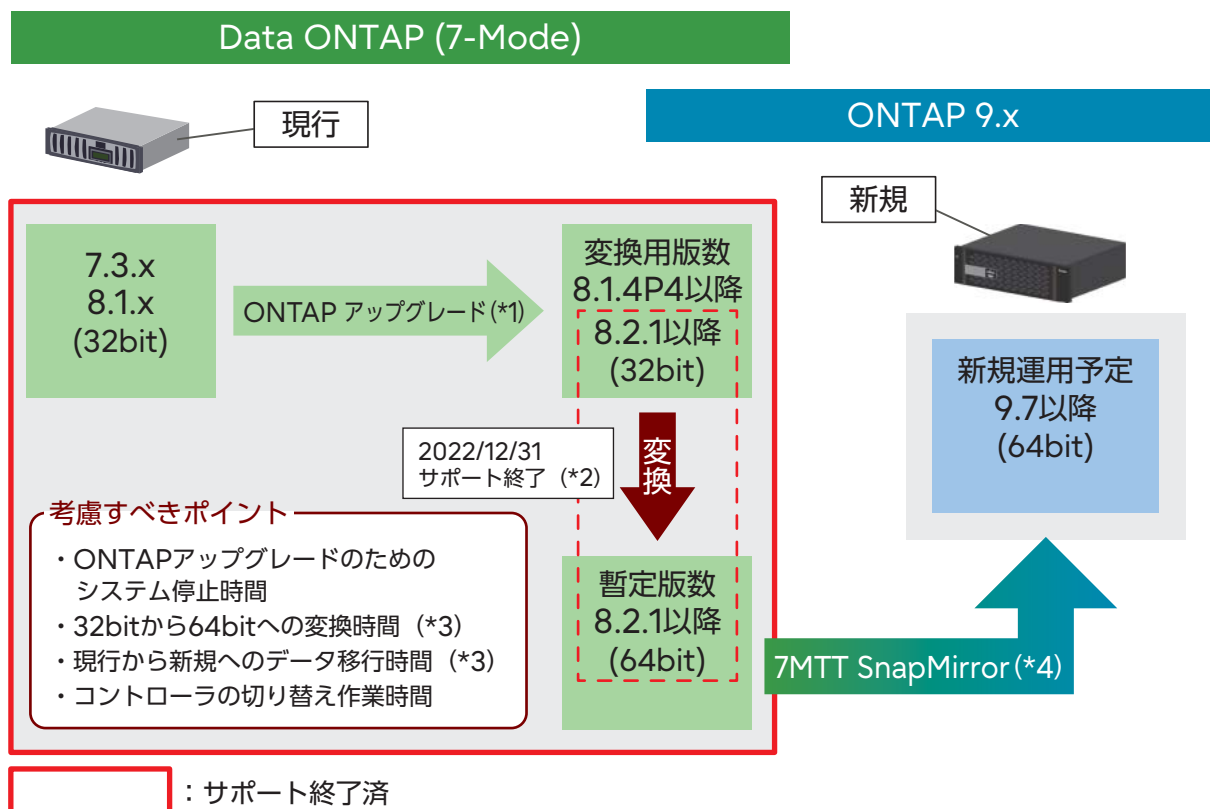 Data ONTAP (7-Mode)
現行
ONTAP 9.x
新規
7.3.x
8.1.x
(32bit)
ONTAP アップグレード(*1)
変換用版数
8.1.4P4以降
8.2.1以降
(32bit)
新規運用予定
9.7以降
(64bit)
2022/12/31
サポート終了 (*2)
変換
考慮すべきポイント
・ONTAPアップグレードのための
システム停止時間
・32bitから64bitへの変換時間 (*3)
・現行から新規へのデータ移行時間 (*3)
・コントローラの切り替え作業時間
暫定版数
8.2.1以降
(64bit)
7MTT SnapMirror(*4)
：サポート終了済